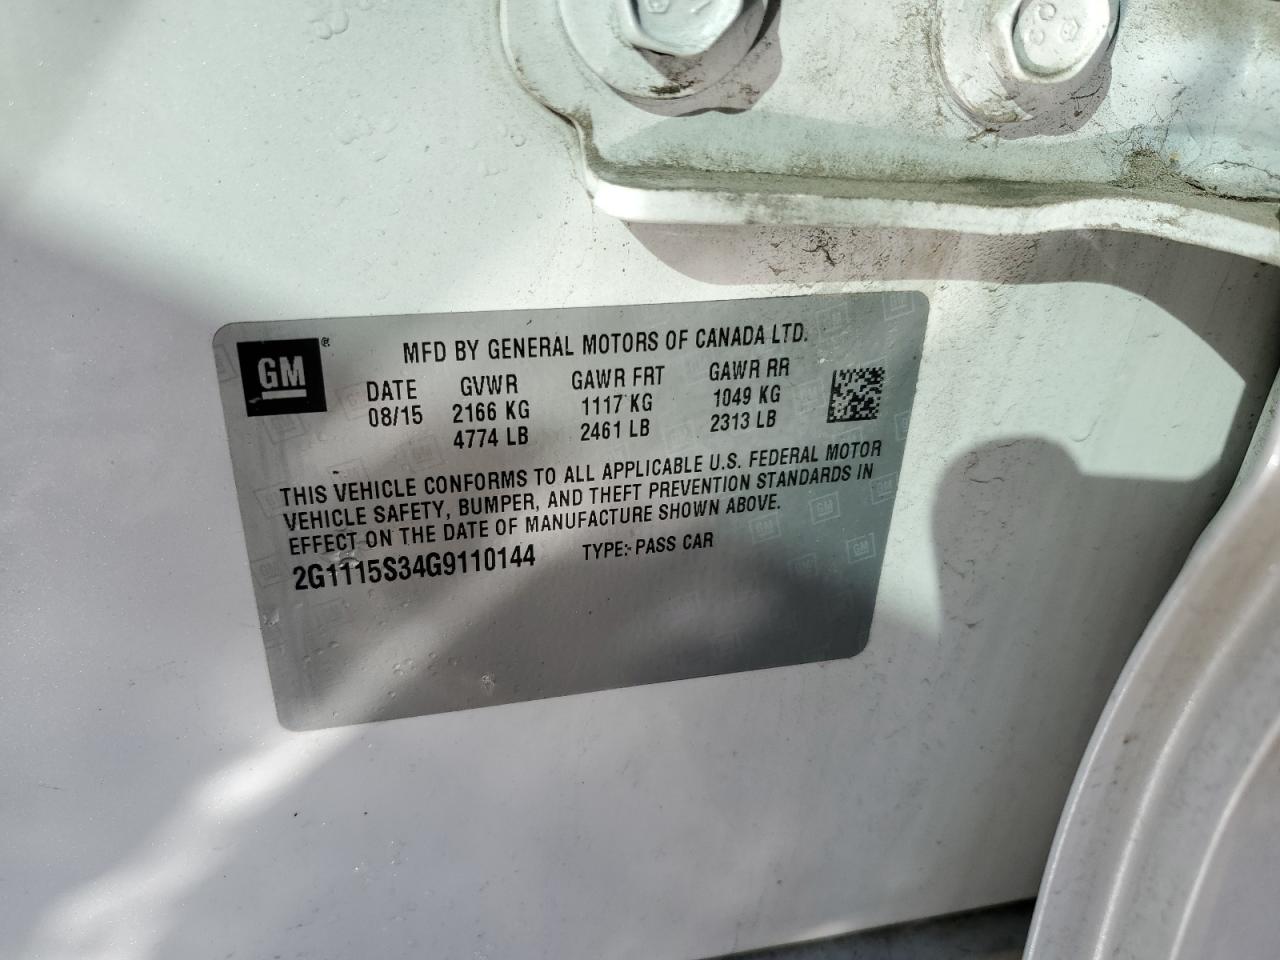 GM®
MFD BY GENERAL MOTORS OF CANADA LTD.
DATE GVWR GAWR FRT GAWR RR
08/15 2166 KG 1117 KG 1049 KG
4774 LB 2461 LB 2313 LB
THIS VEHICLE CONFORMS TO ALL APPLICABLE U.S. FEDERAL MOTOR
VEHICLE SAFETY, BUMPER, AND THEFT PREVENTION STANDARDS IN
EFFECT ON THE DATE OF MANUFACTURE SHOWN ABOVE.
2G1115S34G9110144 TYPE:- PASS CAR